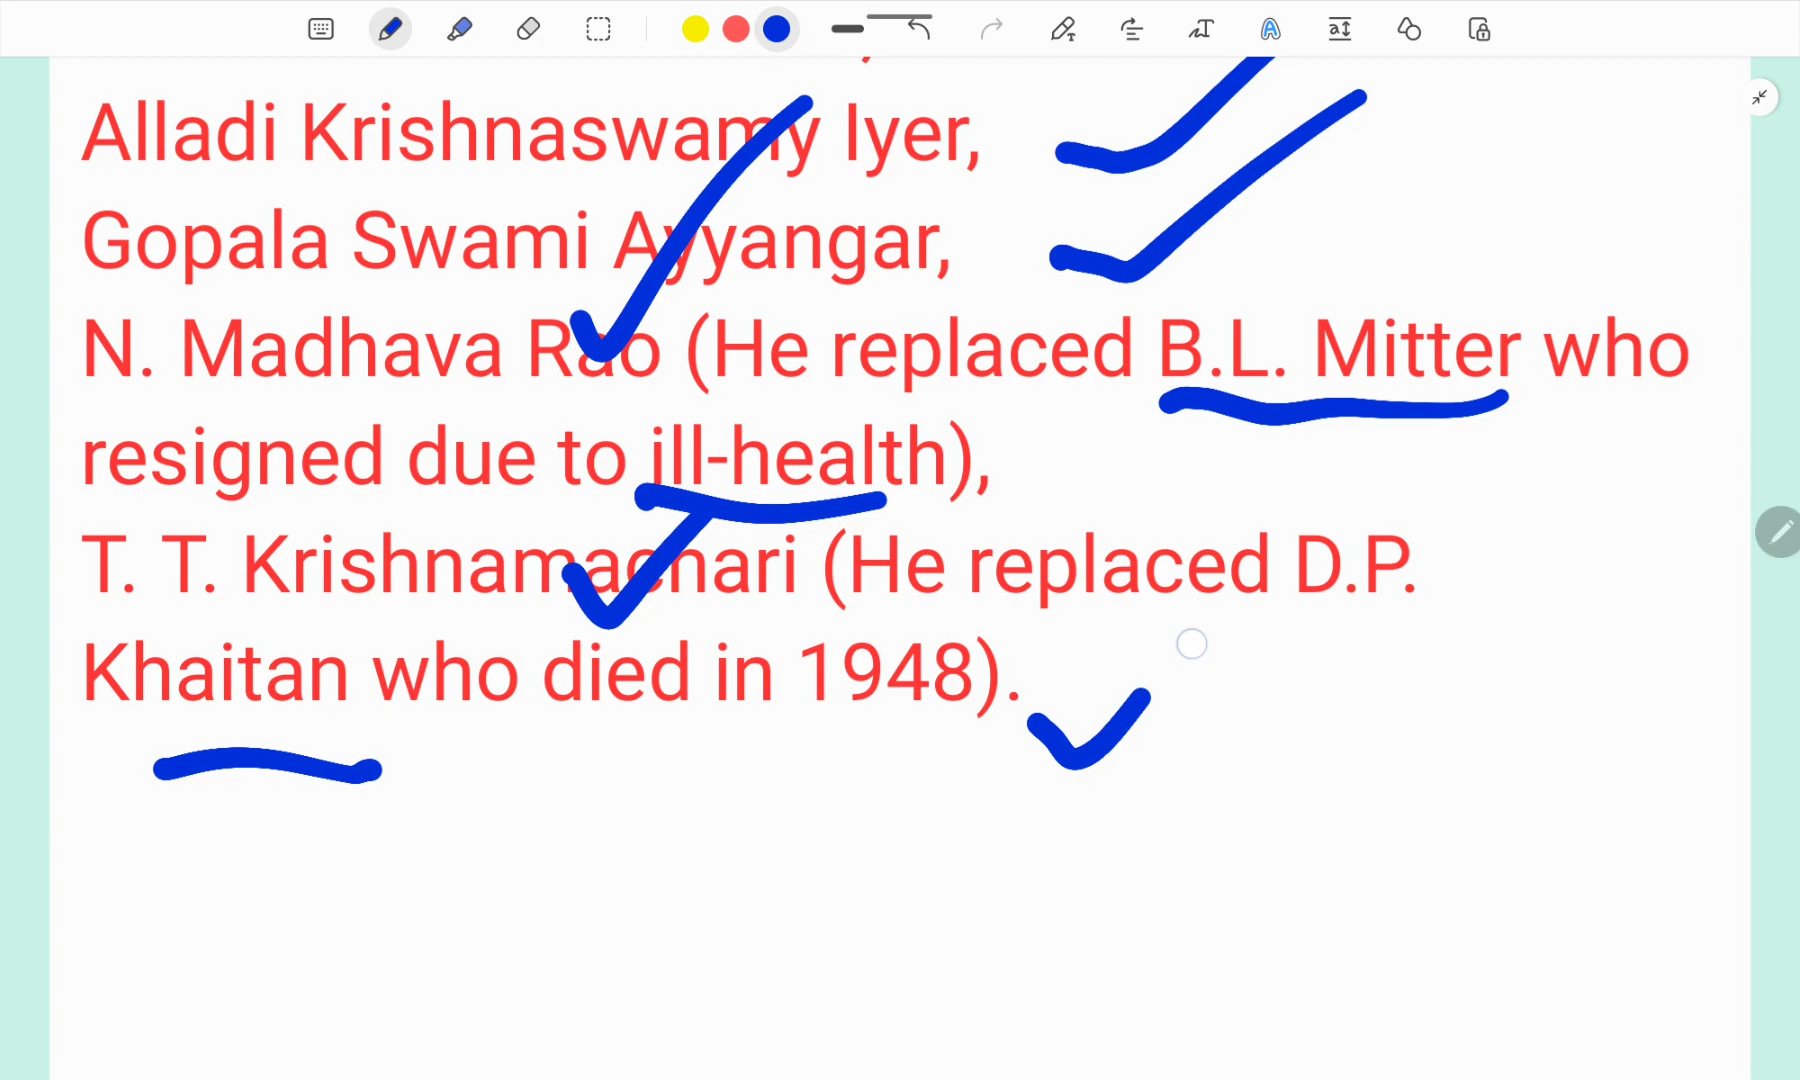 Alladi Krishnaswamy Iyer,
Gopala Swami Ayyangar,
N. Madhava Rao (He replaced B.L. Mitter who
resigned due to ill-health),
T. T. Krishnamachari (He replaced D.P.
Khaitan who died in 1948).